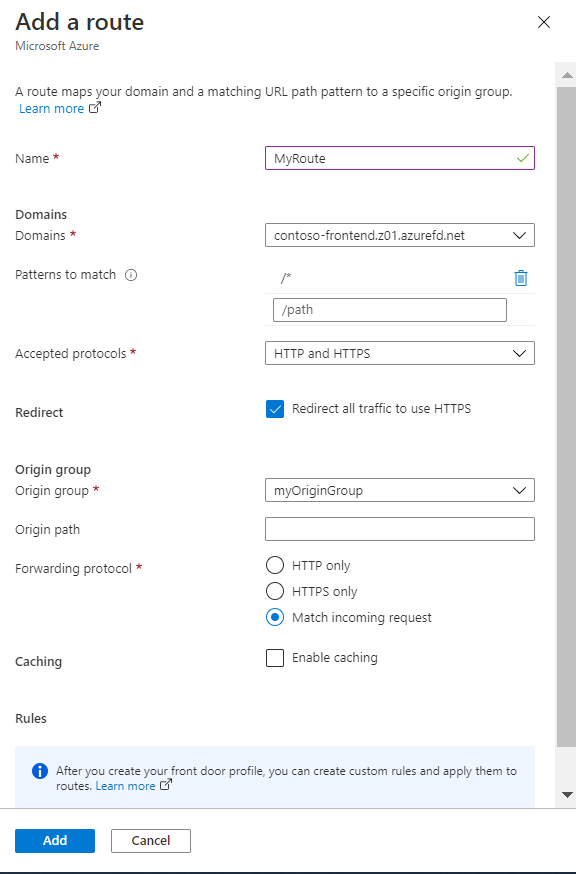 Add a route
Microsoft Azure
A route maps your domain and a matching URL path pattern to a specific origin group.
Learn more
Name *
MyRoute
Domains
Domains *
contoso-frontend.z01.azurefd.net
Patterns to match
/*
/path
Accepted protocols *
HTTP and HTTPS
Redirect
Redirect all traffic to use HTTPS
Origin group
Origin group *
myOriginGroup
Origin path
Forwarding protocol *
HTTP only
HTTPS only
Match incoming request
Caching
Enable caching
Rules
After you create your front door profile, you can create custom rules and apply them to
routes. Learn more
Add
Cancel